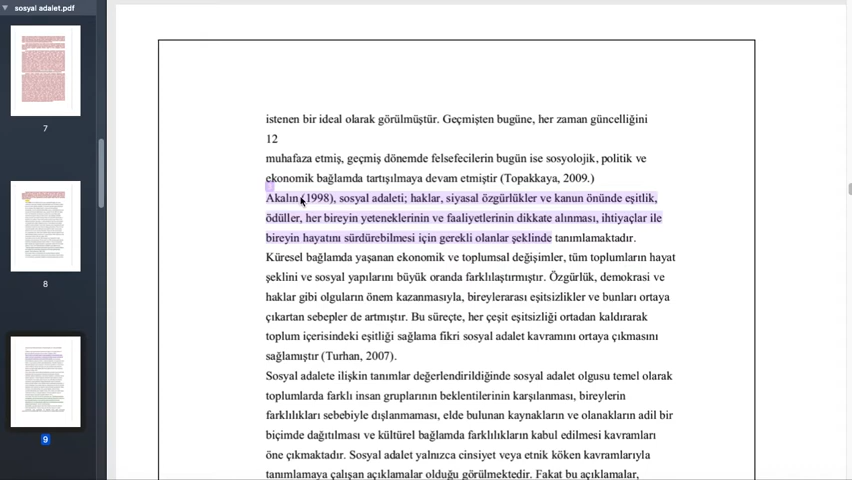 sosyal adalet.pdf
7
8
9
istenen bir ideal olarak görülmüştür. Geçmişten bugüne, her zaman güncelliğini
12
muhafaza etmiş, geçmiş dönemde felsefecilerin bugün ise sosyolojik, politik ve
ekonomik bağlamda tartışılmaya devam etmiştir (Topakkaya, 2009.)
Akalın (1998), sosyal adaleti; haklar, siyasal özgürlükler ve kanun önünde eşitlik,
ödüller, her bireyin yeteneklerinin ve faaliyetlerinin dikkate alınması, ihtiyaçlar ile
bireyin hayatını sürdürebilmesi için gerekli olanlar şeklinde tanımlamaktadır.
Küresel bağlamda yaşanan ekonomik ve toplumsal değişimler, tüm toplumların hayat
şeklini ve sosyal yapılarını büyük oranda farklılaştırmıştır. Özgürlük, demokrasi ve
haklar gibi olguların önem kazanmasıyla, bireylerarası eşitsizlikler ve bunları ortaya
çıkartan sebepler de artmıştır. Bu süreçte, her çeşit eşitsizliği ortadan kaldırarak
toplum içerisindeki eşitliği sağlama fikri sosyal adalet kavramını ortaya çıkmasını
sağlamıştır (Turhan, 2007).
Sosyal adalete ilişkin tanımlar değerlendirildiğinde sosyal adalet olgusu temel olarak
toplumlarda farklı insan gruplarının beklentilerinin karşılanması, bireylerin
farklılıkları sebebiyle dışlanmaması, elde bulunan kaynakların ve olanakların adil bir
biçimde dağıtılması ve kültürel bağlamda farklılıkların kabul edilmesi kavramları
öne çıkmaktadır. Sosyal adalet yalnızca cinsiyet veya etnik köken kavramlarıyla
tanımlamaya çalışan açıklamalar olduğu görülmektedir. Fakat bu açıklamalar,